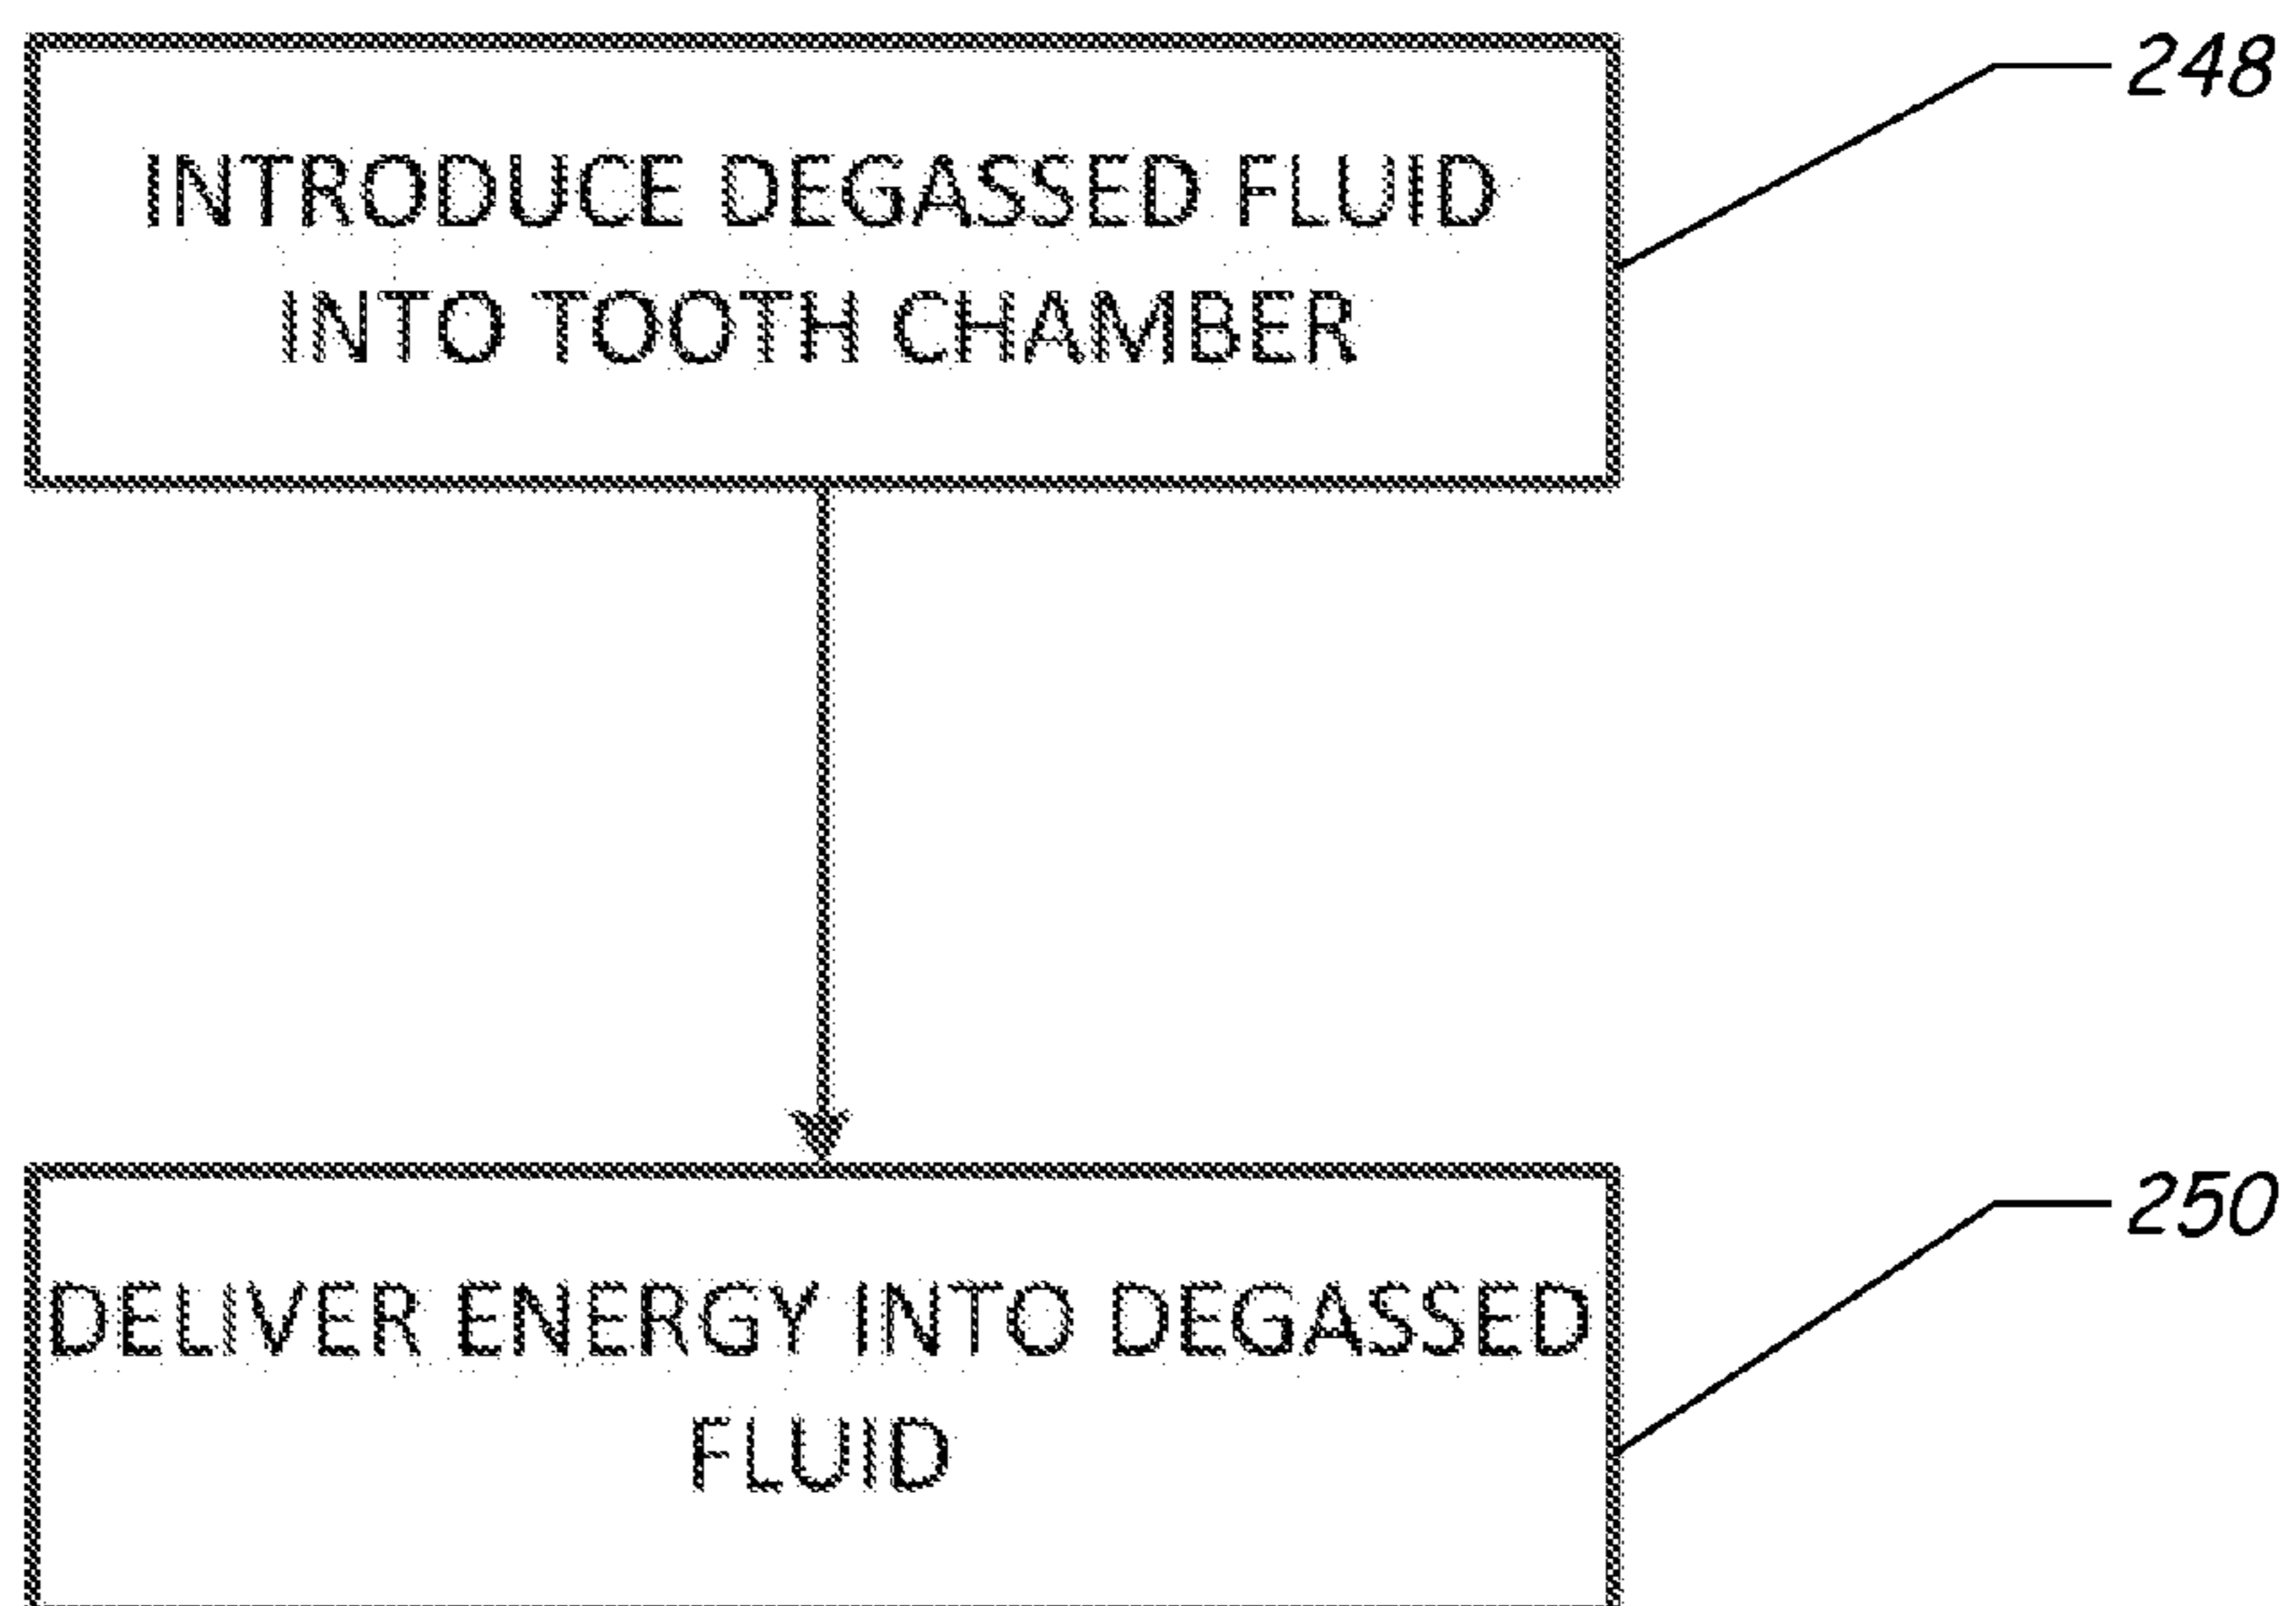 248
INTRODUCE DEGASSED FLUID
INTO TOOTH CHAMBER
250
DELIVER ENERGY INTO DEGASSED
FLUID